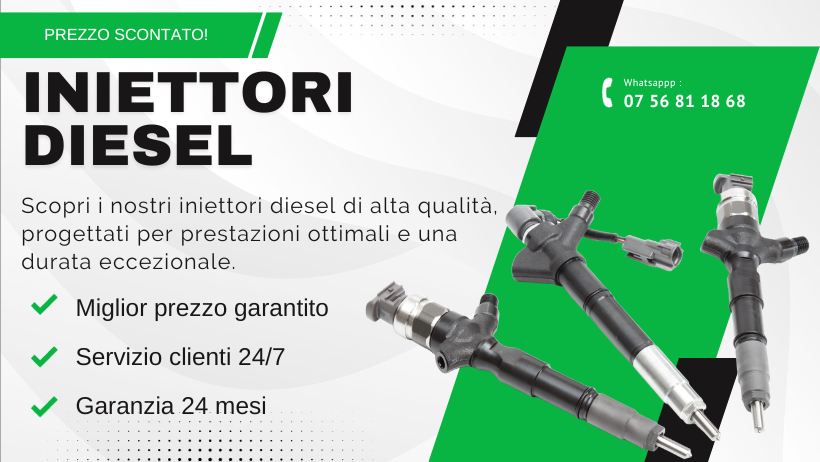 PREZZO SCONTATO!
INIETTORI
DIESEL
Scopri i nostri iniettori diesel di alta qualità,
progettati per prestazioni ottimali e una
durata eccezionale.
Miglior prezzo garantito
Servizio clienti 24/7
Garanzia 24 mesi
Whatsappp :
07 56 81 18 68